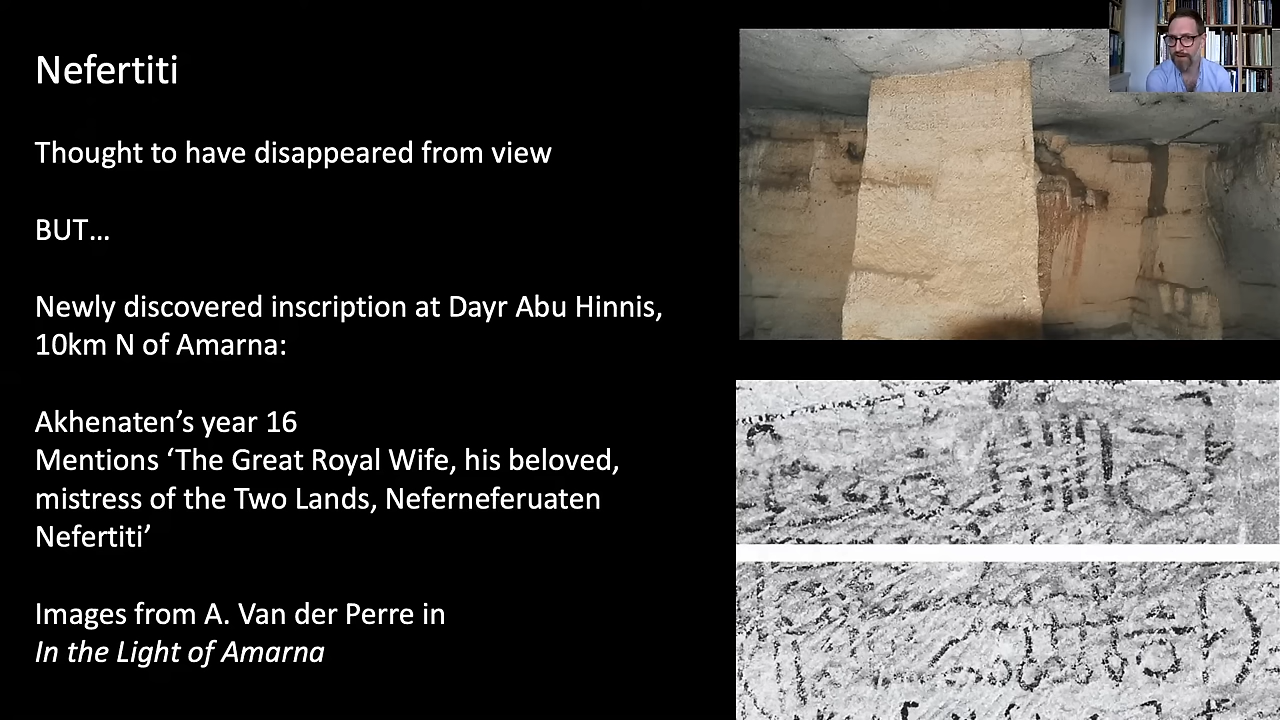 Nefertiti
Thought to have disappeared from view
BUT...
Newly discovered inscription at Dayr Abu Hinnis,
10km N of Amarna:
Akhenaten’s year 16
Mentions ‘The Great Royal Wife, his beloved,
mistress of the Two Lands, Neferneferuaten
Nefertiti’
Images from A. Van der Perre in
In the Light of Amarna